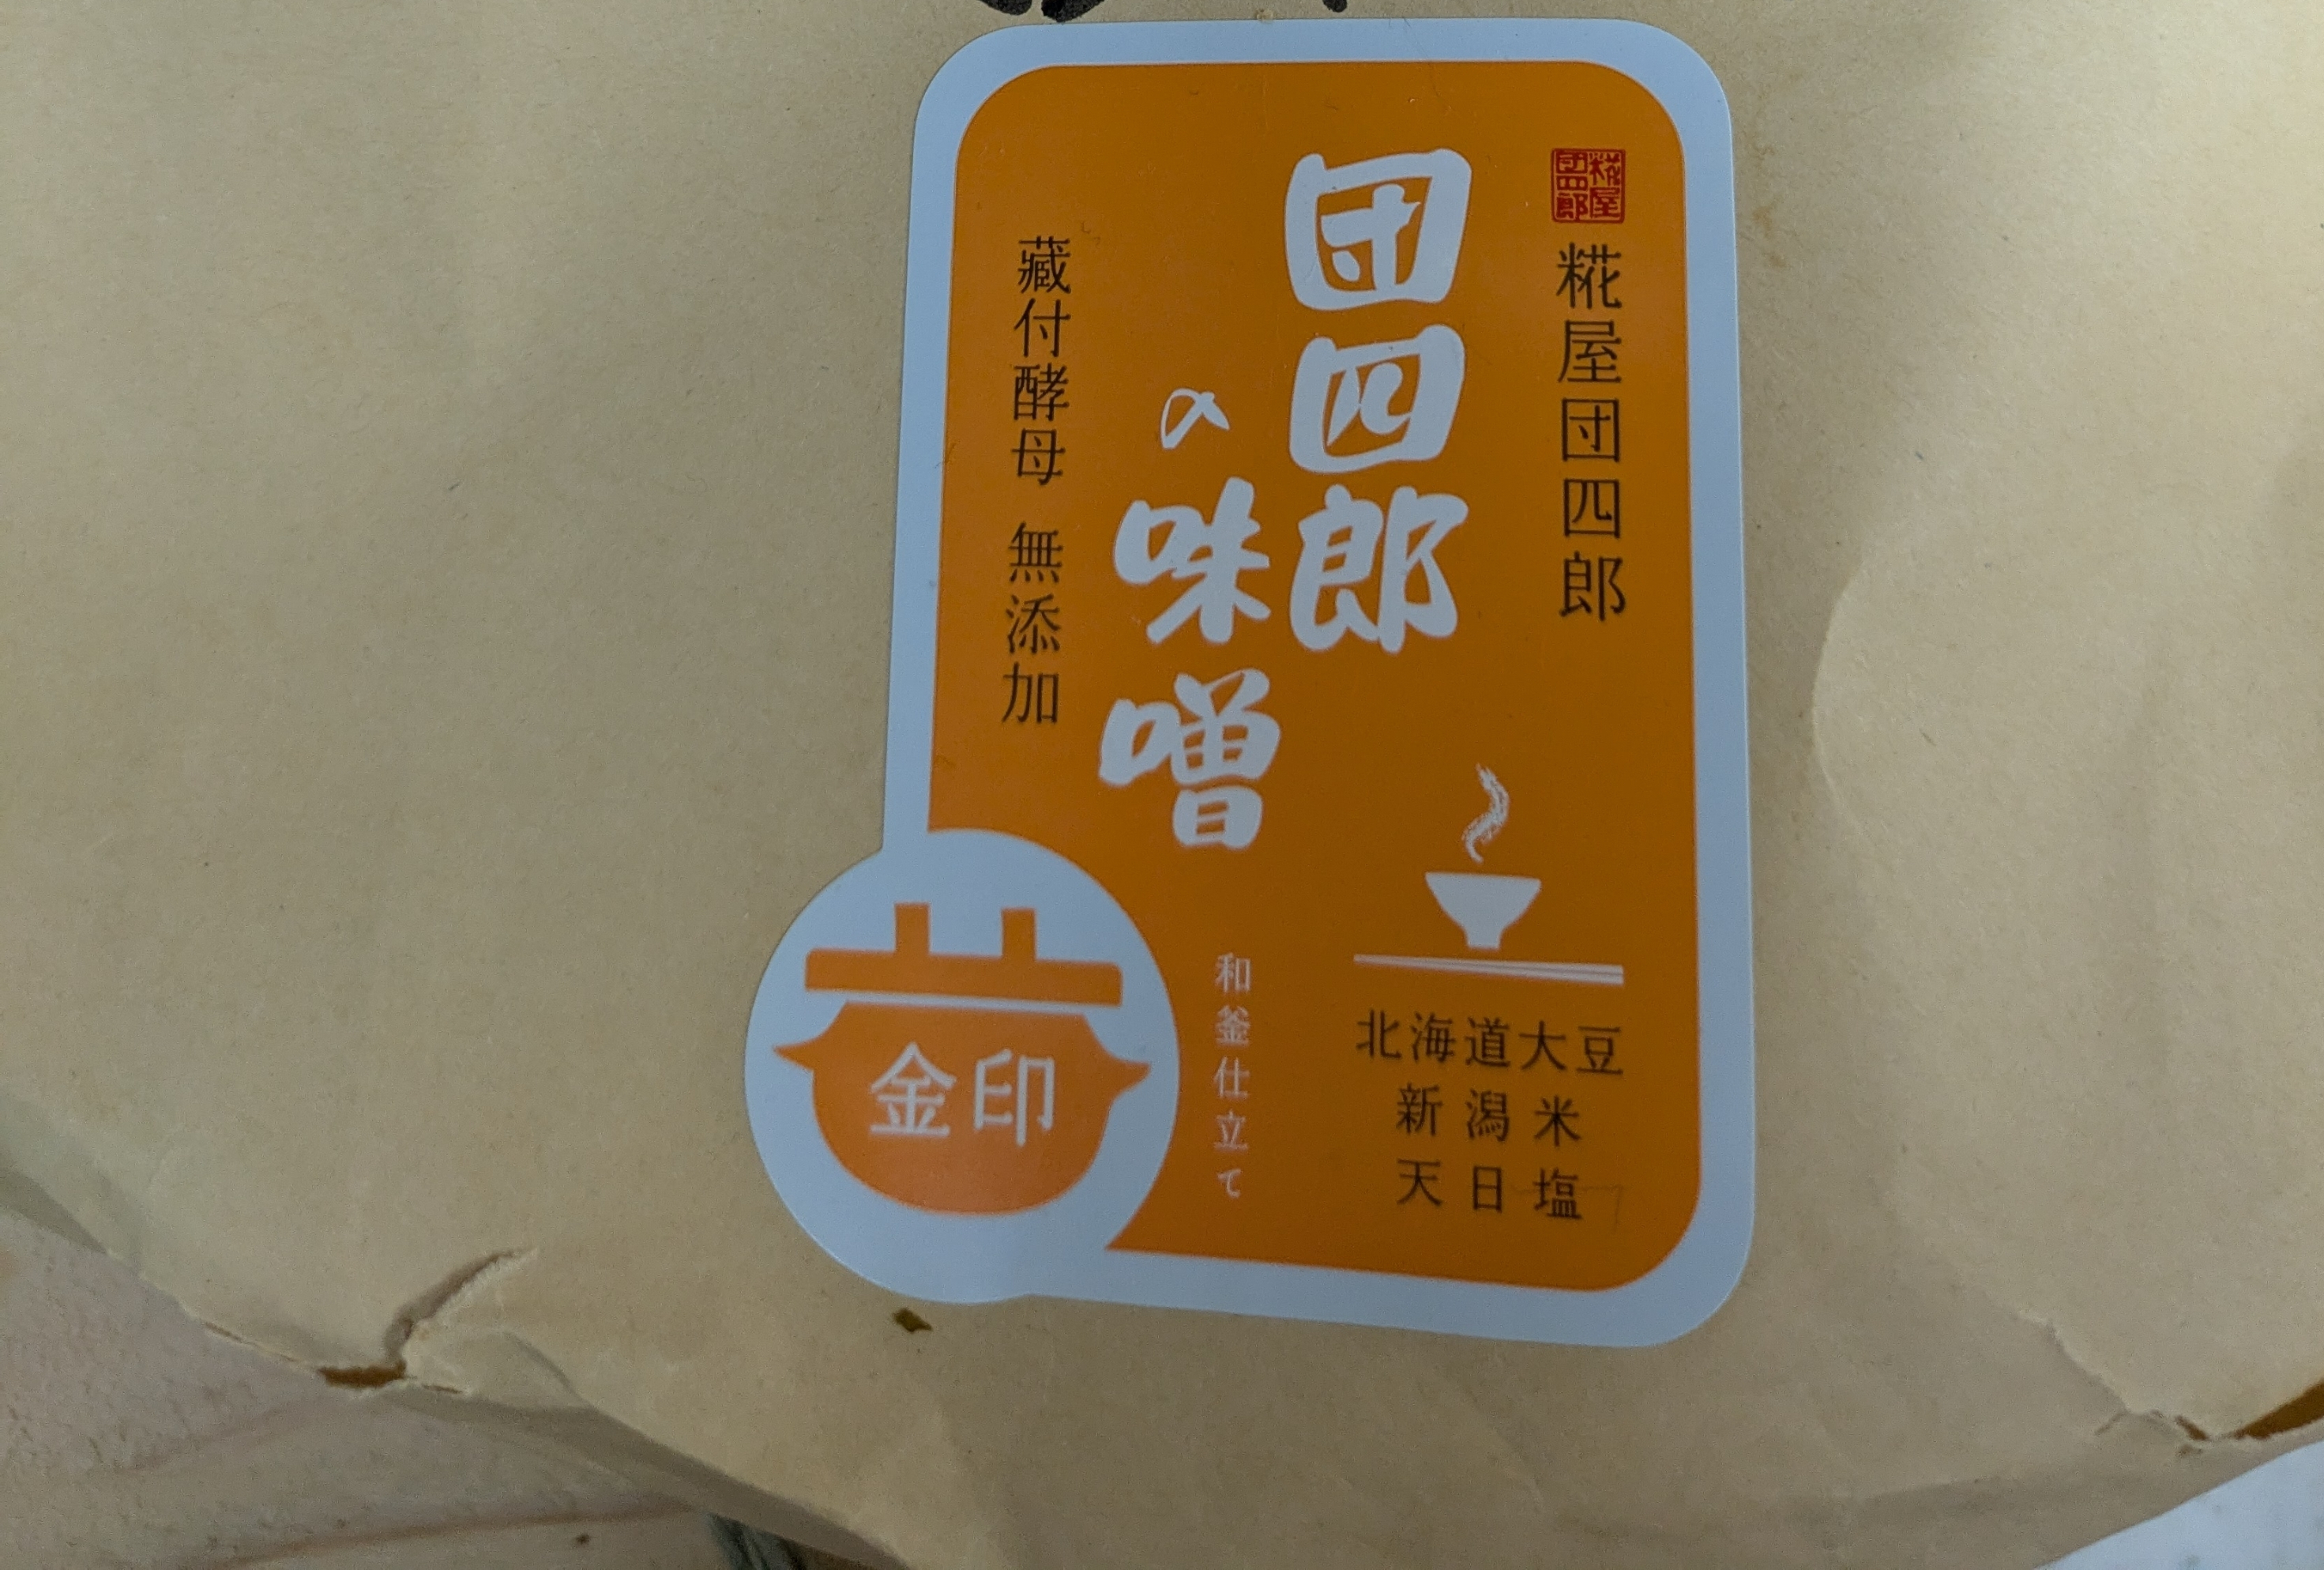 糀屋団四郎
糀屋団四郎
団四郎
の味噌
蔵付酵母 無添加
北海道大豆
新潟米
天日塩
和釜仕立て
金印